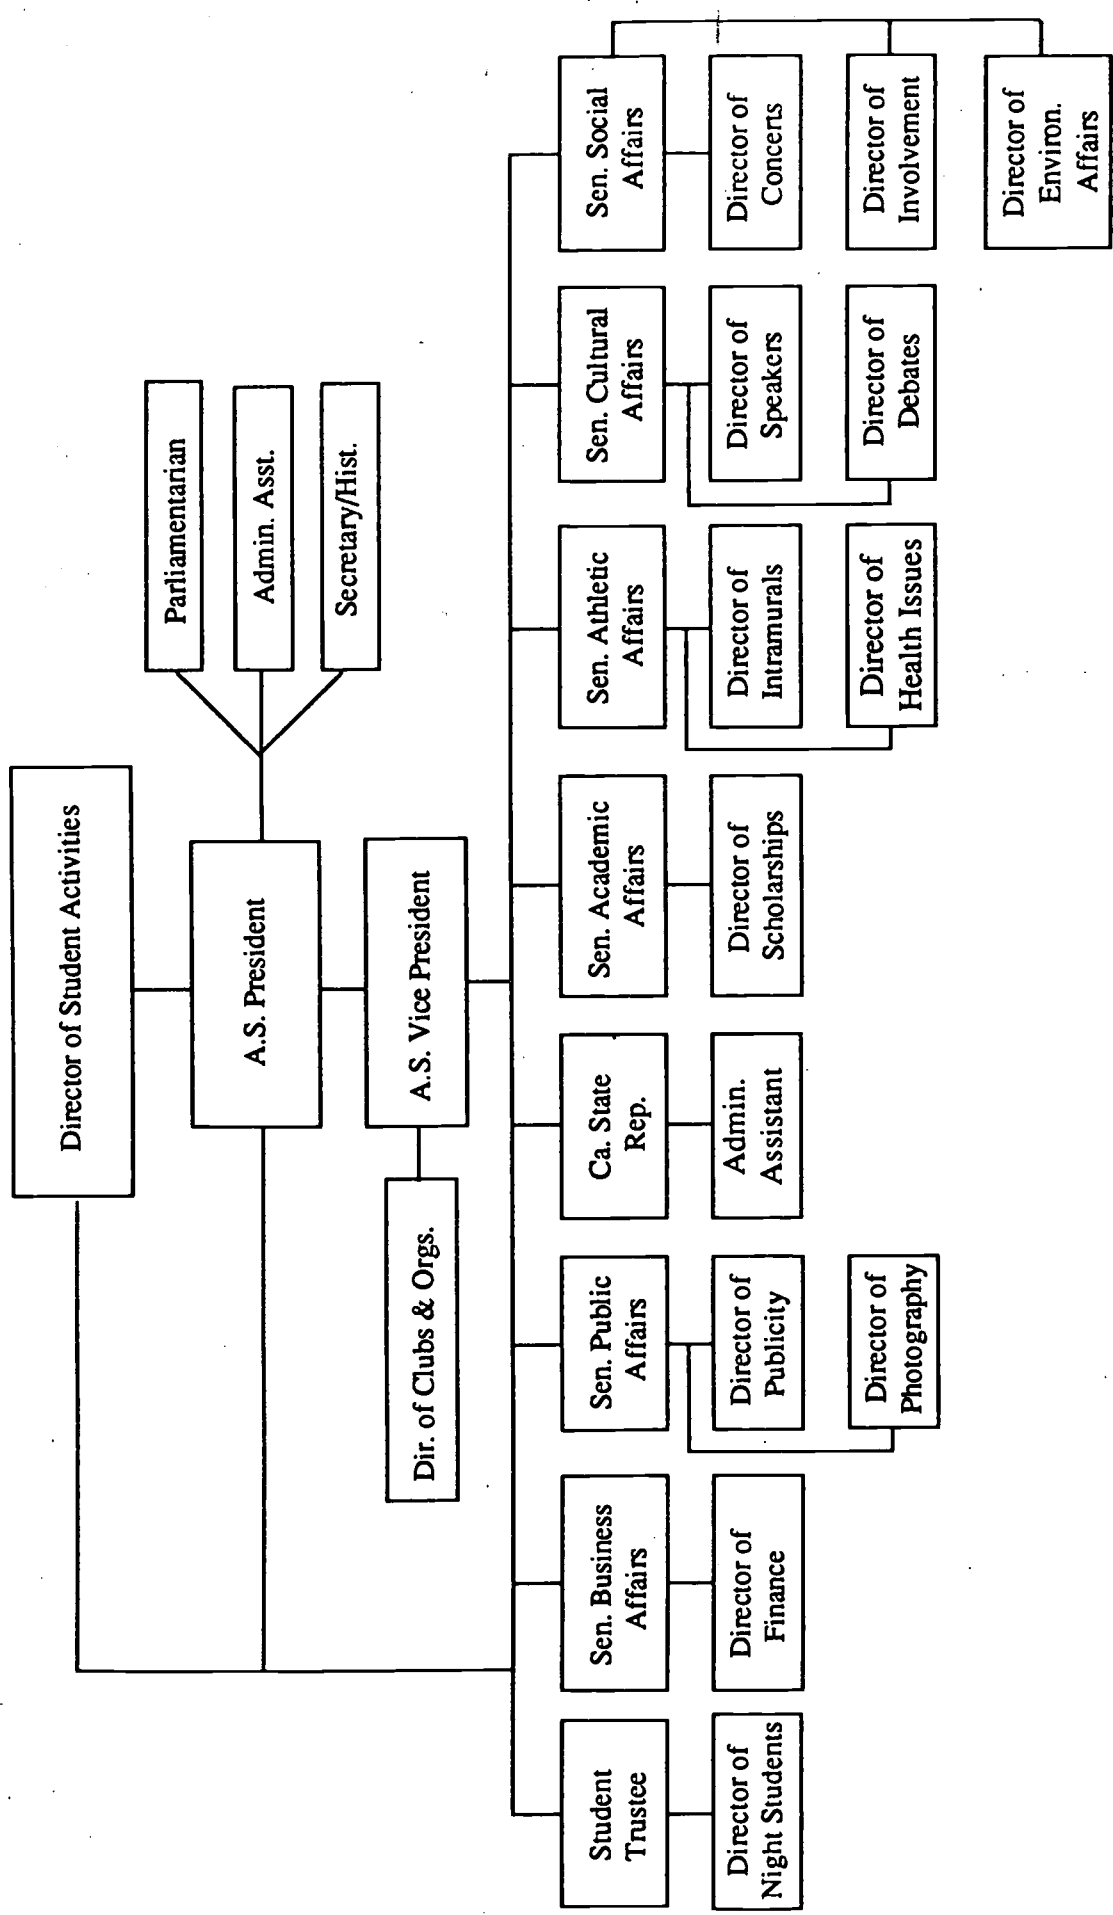 Director of Student Activities
A.S. President
Parliamentarian
Admin. Asst.
Secretary/Hist.
A.S. Vice President
Dir. of Clubs & Orgs.
Student
Trustee
Sen. Business
Affairs
Sen. Public
Affairs
Ca. State
Rep.
Sen. Academic
Affairs
Sen. Athletic
Affairs
Sen. Cultural
Affairs
Sen. Social
Affairs
Director of
Night Students
Director of
Finance
Director of
Publicity
Admin.
Assistant
Director of
Scholarships
Director of
Intramurals
Director of
Speakers
Director of
Concerts
Director of
Photography
Director of
Health Issues
Director of
Debates
Director of
Involvement
Director of
Environ.
Affairs